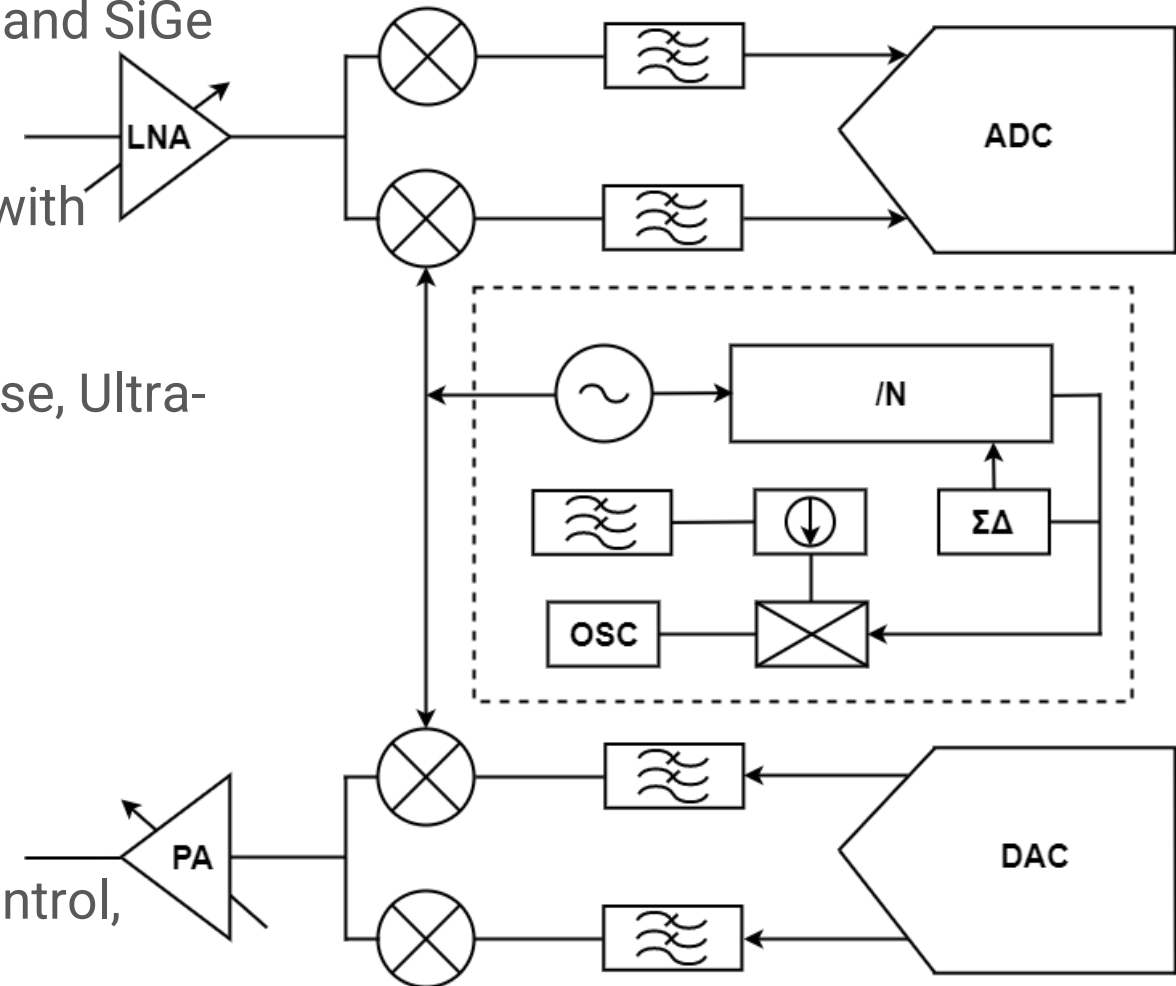 and SiGe
LNA
ADC
with
se, Ultra-
/N
ΣΔ
OSC
PA
DAC
ntrol,